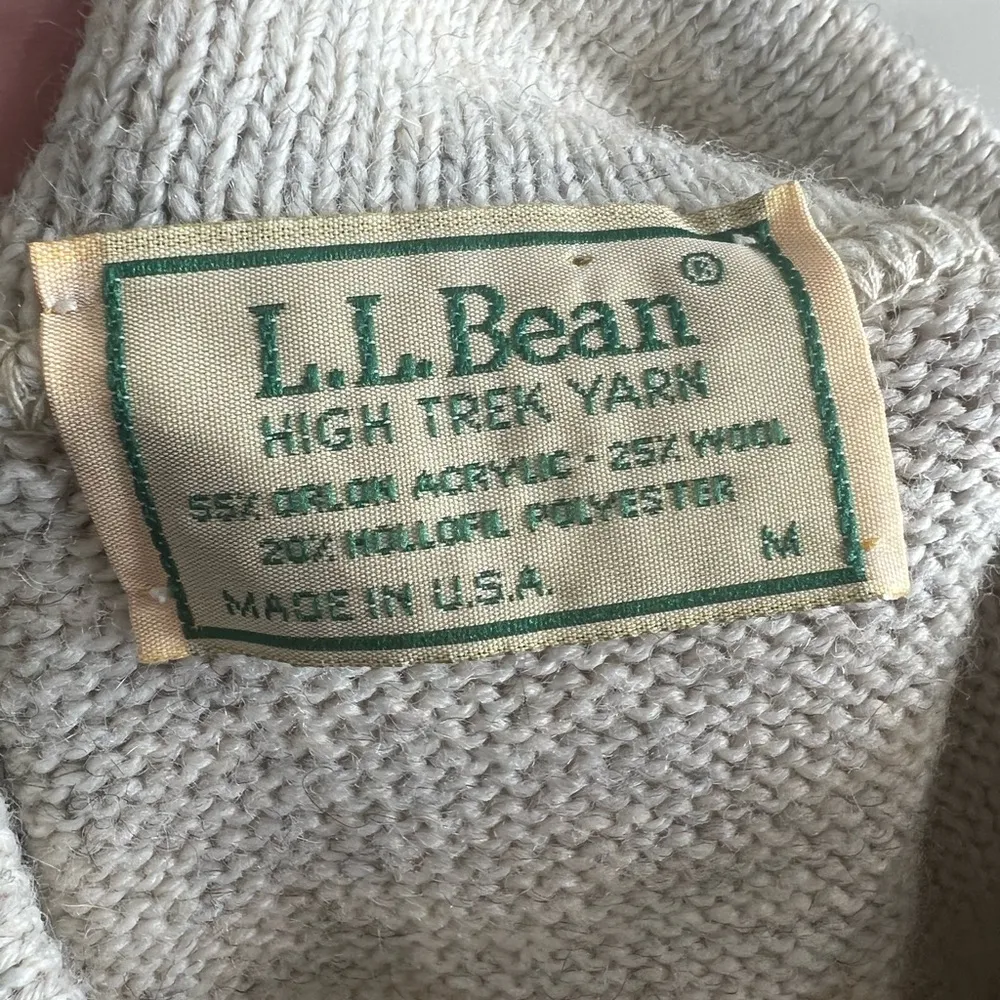 L.L.Bean®
HIGH TREK YARN
55% ORLON ACRYLIC - 25% WOOL
20% HOLLOFIL POLYESTER
M
MADE IN U.S.A.